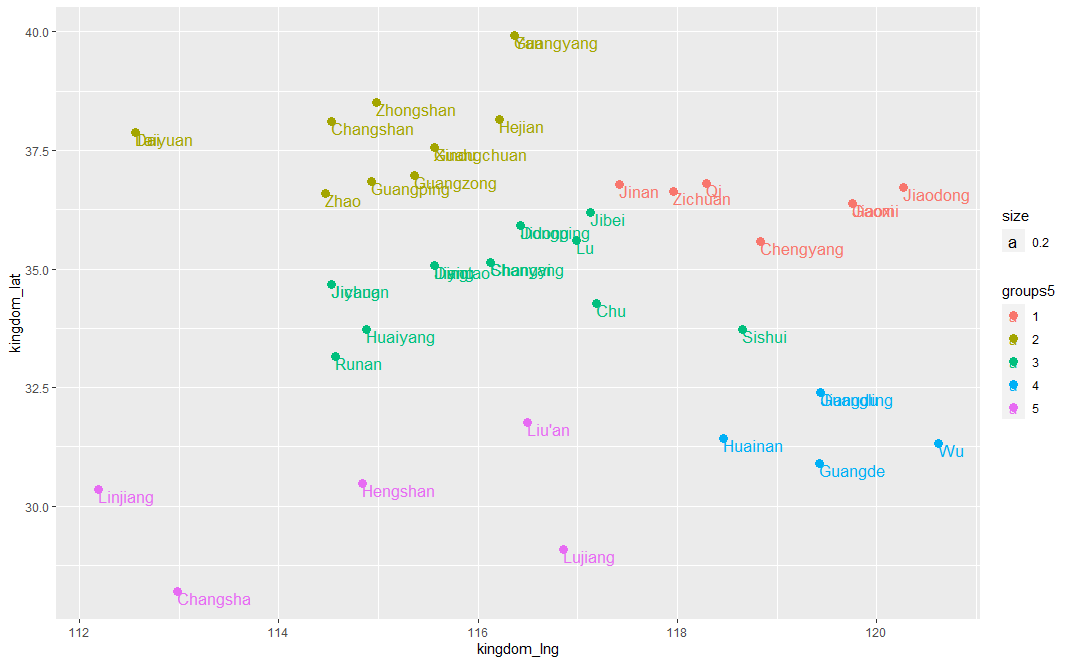 40.0
37.5
35.0
32.5
30.0
kingdom_lat
112
114
116
118
120
kingdom_lng
Zhongshan
Changshan
Hejian
Guangping
Guangzong
Zhao
Jinan
Zichuan
Qi
Jiaodong
Chengyang
Jibei
Lu
Chu
Huaiyang
Runan
Sishui
Huainan
Guangde
Wu
Liu'an
Linjiang
Hengshan
Lujiang
Changsha
size
a 0.2
groups5
a 1
a 2
a 3
a 4
a 5